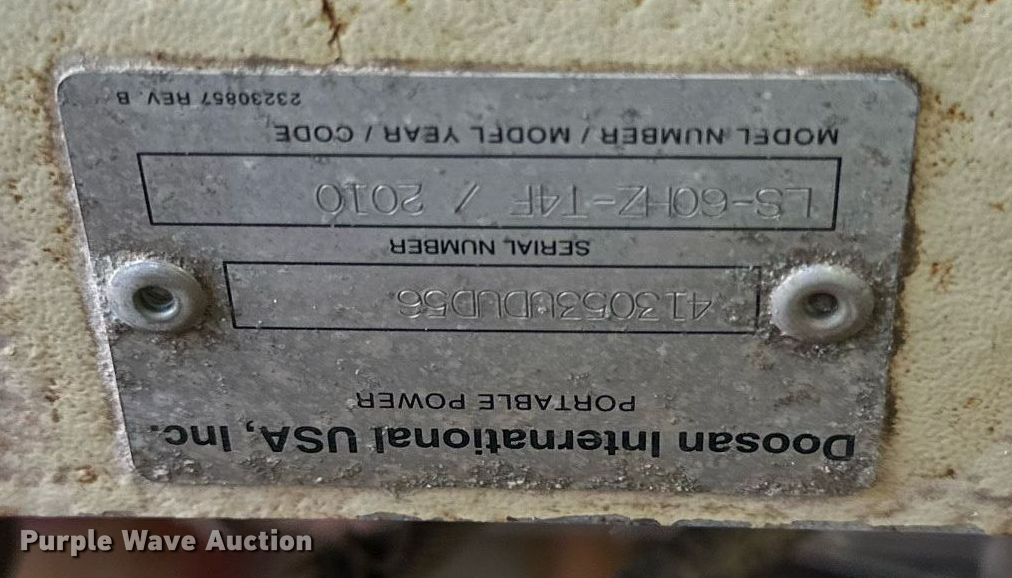 Doosan International USA, Inc.
PORTABLE POWER
413053UDUD56
SERIAL NUMBER
LS-60HZ-T4F / 2010
MODEL NUMBER / MODEL YEAR / CODE
23230857 REV. B
Purple Wave Auction